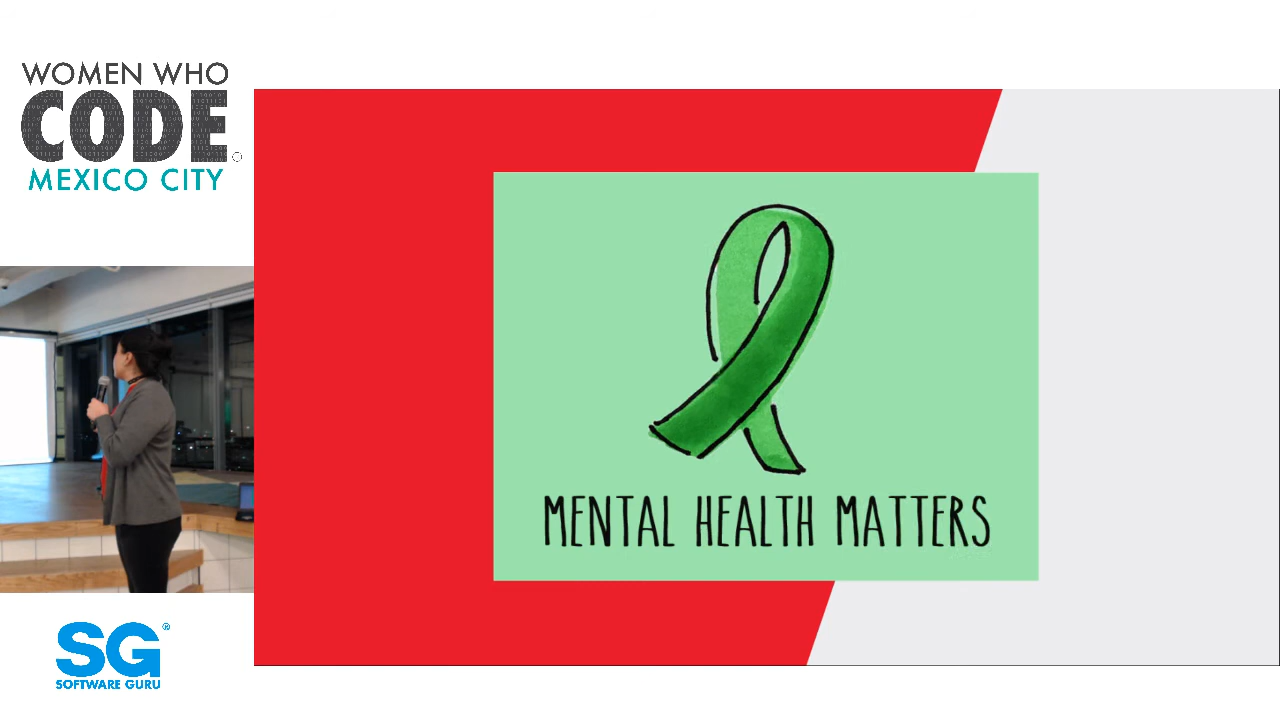 WOMEN WHO
CODE
MEXICO CITY
MENTAL HEALTH MATTERS
SG®
SOFTWARE GURU